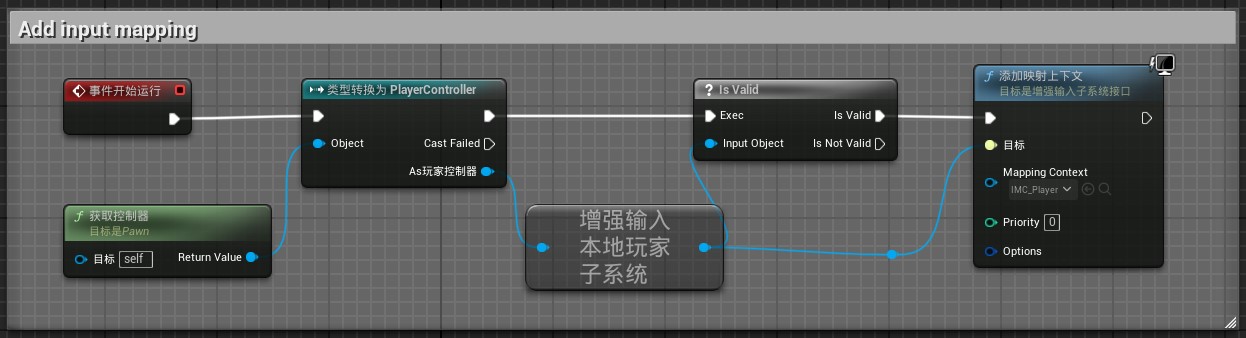 Add input mapping
事件开始运行
类型转换为 PlayerController
Object
Cast Failed
As玩家控制器
获取控制器
目标是Pawn
目标 self
Return Value
增强输入
本地玩家
子系统
? Is Valid
Exec
Is Valid
Input Object
Is Not Valid
添加映射上下文
目标是增强输入子系统接口
目标
Mapping Context
IMC_Player
Priority 0
Options